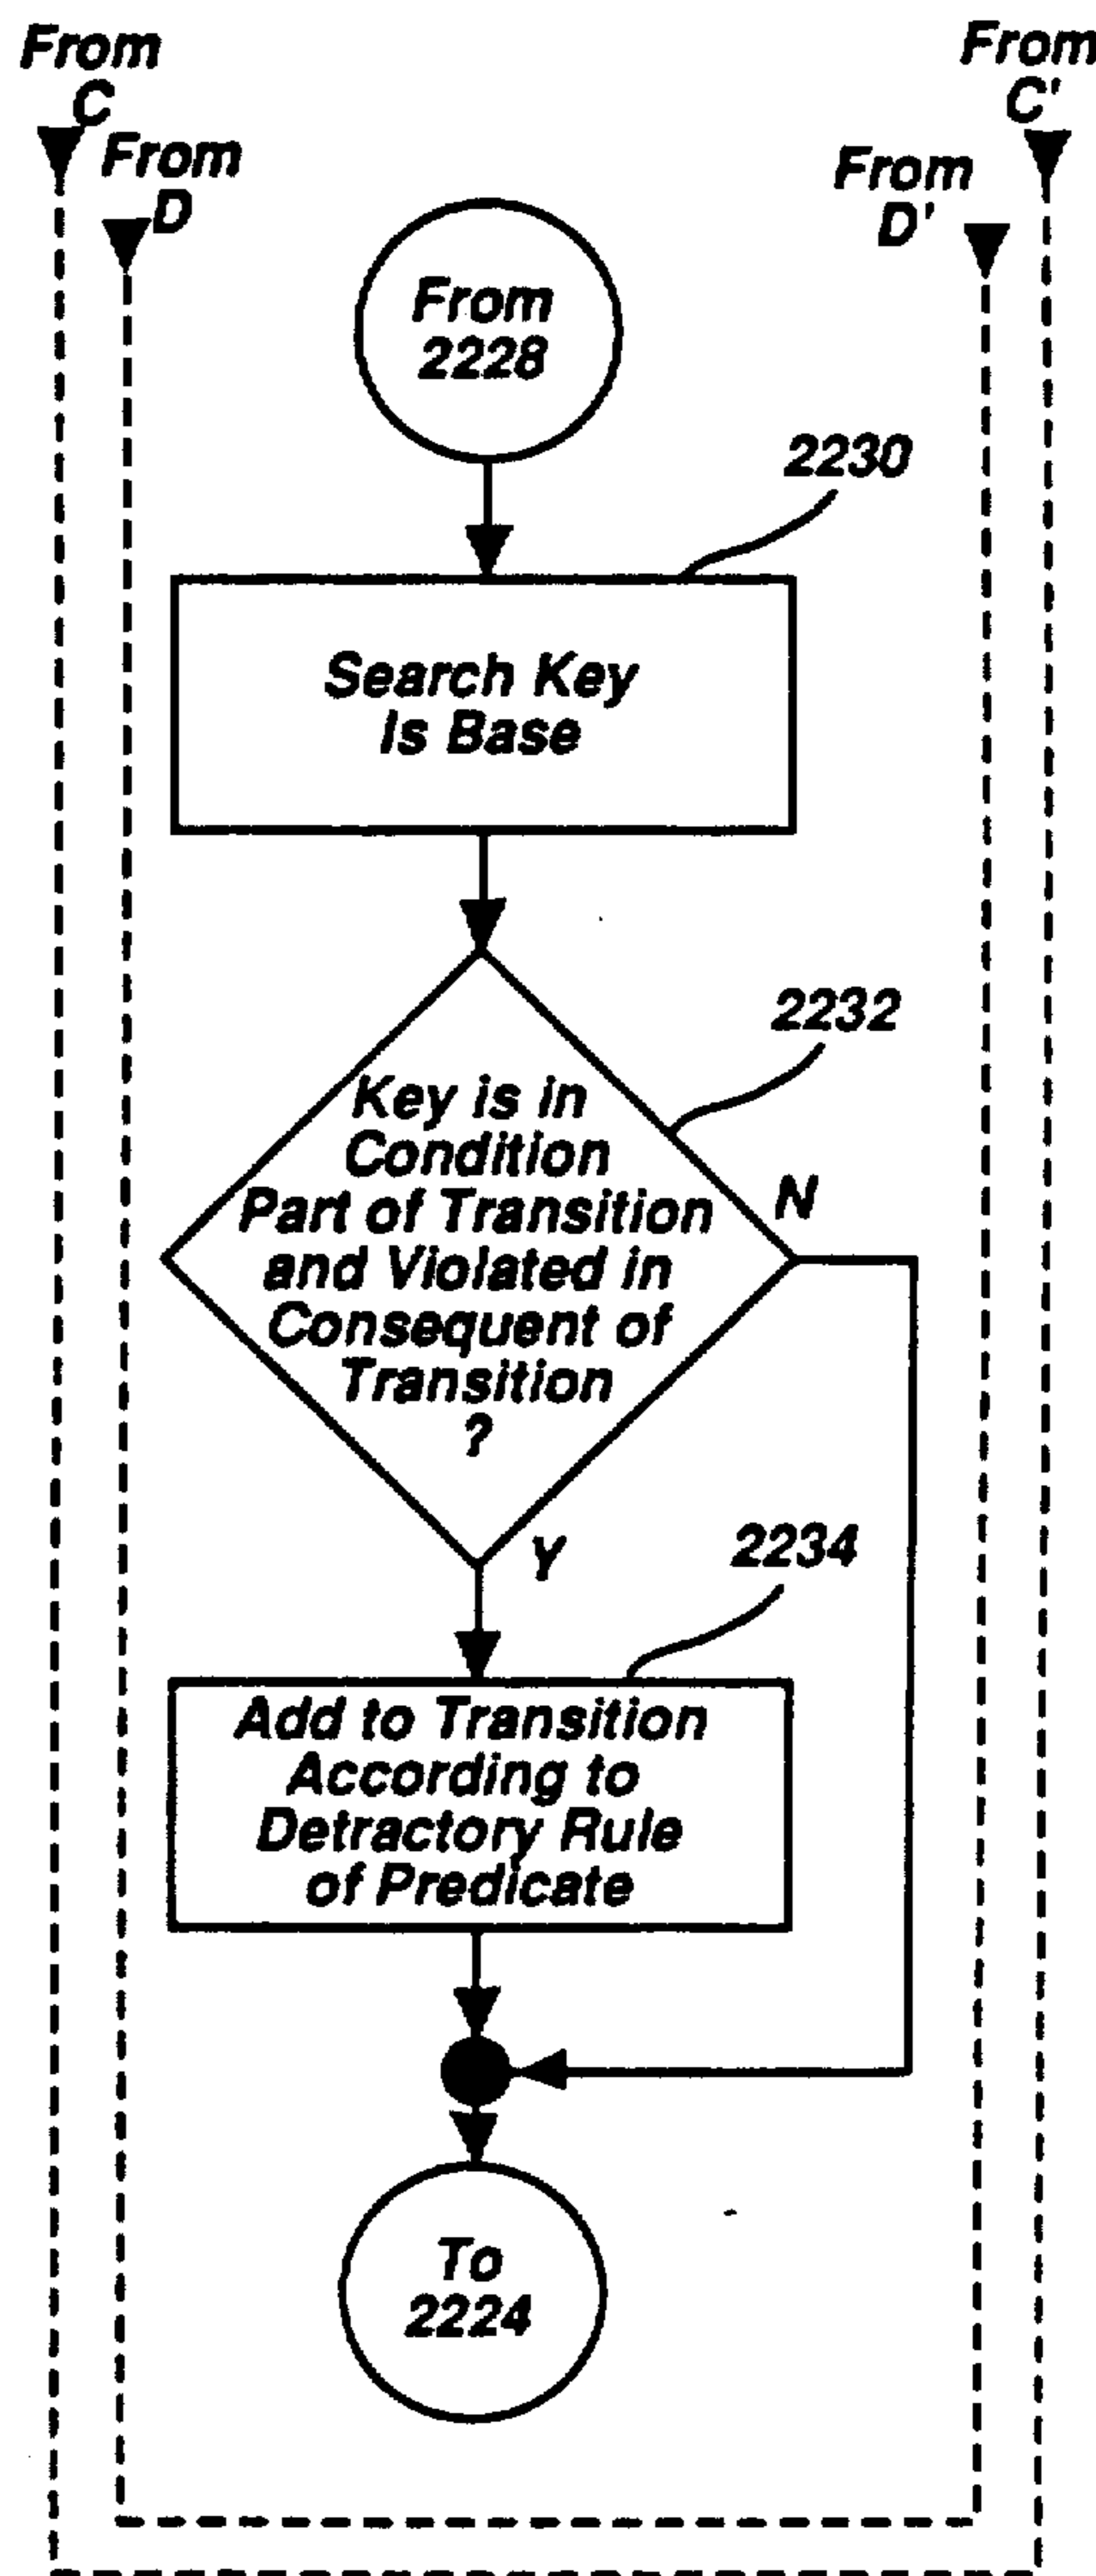 From
C
From
D
From
C'
From
D'
From
2228
2230
Search Key
Is Base
2232
Key is in
Condition
Part of Transition
and Violated in
Consequent of
Transition
?
N
Y
2234
Add to Transition
According to
Detractory Rule
of Predicate
To
2224